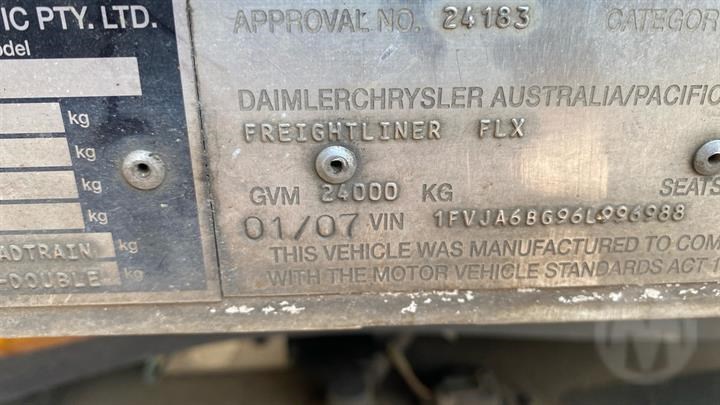 IC PTY. LTD.
odel
kg
kg
kg
ADTRAIN kg
-DOUBLE kg
APPROVAL NO. 24183 CATEGORY
DAIMLERCHRYSLER AUSTRALIA/PACIFIC
FREIGHTLINER FLX
GVM 24000 KG SEATS
01/07 VIN 1FVJA6BG96L996988
THIS VEHICLE WAS MANUFACTURED TO COM
WITH THE MOTOR VEHICLE STANDARDS ACT 1
M